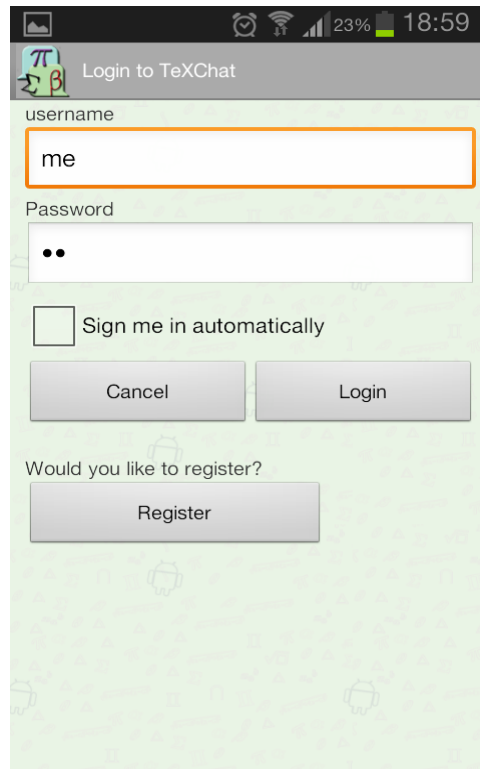 23% 18:59
π
Σ β Login to TeXChat
username
me
Password
••
Sign me in automatically
Cancel Login
Would you like to register?
Register